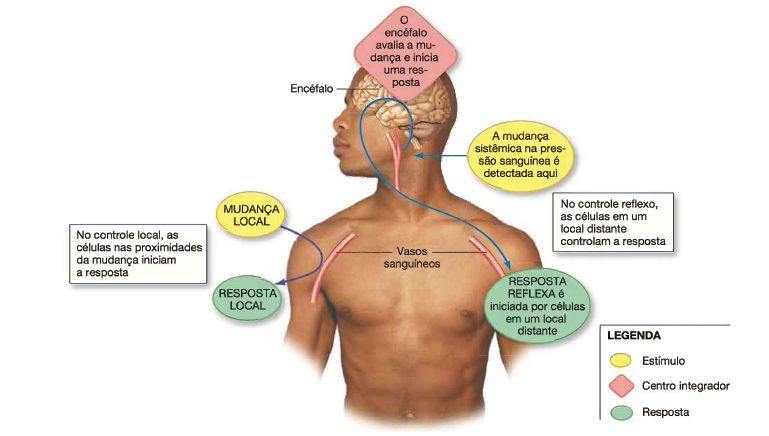 O
encéfalo
avalia a mu-
dança e inicia
uma res-
posta
Encéfalo
A mudança
sistêmica na pres-
são sanguínea é
detectada aqui
MUDANÇA
LOCAL
No controle local, as
células nas proximidades
da mudança iniciam
a resposta
No controle reflexo,
as células em um
local distante
controlam a resposta
Vasos
sanguíneos
RESPOSTA
LOCAL
RESPOSTA
REFLEXA é
iniciada por células
em um local
distante
LEGENDA
Estímulo
Centro integrador
Resposta